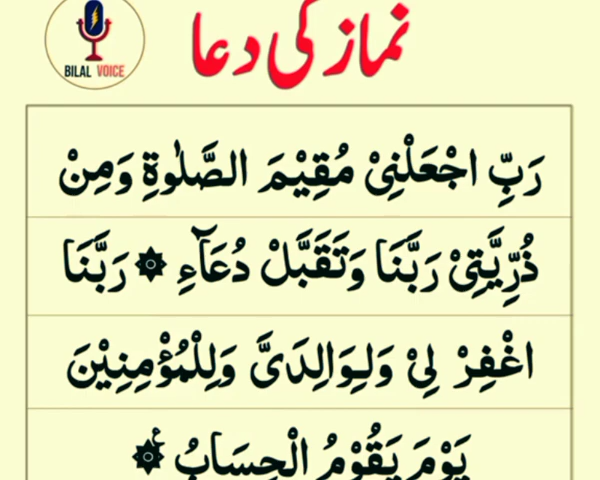 نماز کی دعا
BILAL VOICE
رَبِّ اجْعَلْنِیْ مُقِیْمَ الصَّلٰوةِ وَمِنْ
ذُرِّیَّتِیْ رَبَّنَا وَتَقَبَّلْ دُعَآءِ ۞ رَبَّنَا
اغْفِرْ لِیْ وَلِوَالِدَیَّ وَلِلْمُؤْمِنِیْنَ
یَوْمَ یَقُوْمُ الْحِسَابُ ۞